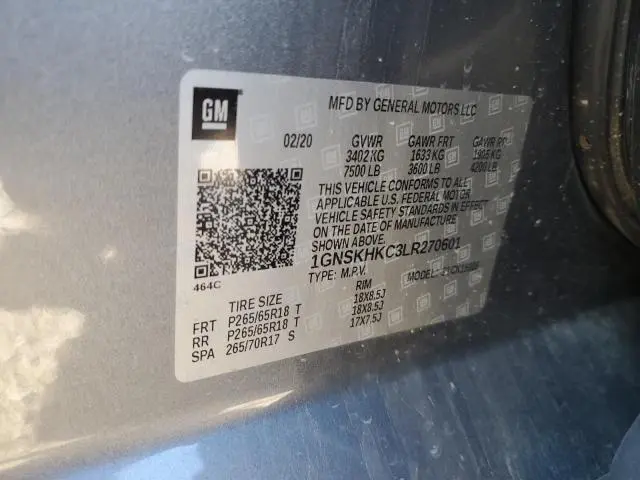 GM
MFD BY GENERAL MOTORS LLC
02/20 GVWR GAWR FRT GAWR
3402 KG 1633 KG KG
7500 LB 3600 LB 4200 LB
THIS VEHICLE CONFORMS TO ALL
APPLICABLE U.S. FEDERAL MOTOR
VEHICLE SAFETY STANDARDS IN EFFECT
ON THE DATE OF MANUFACTURE
SHOWN ABOVE.
1GNSKHKC3LR270601
TYPE: M.P.V. MODEL:
464C
TIRE SIZE RIM
FRT P265/65R18 T 18X8.5J
RR P265/65R18 T 18X8.5J
SPA 265/70R17 S 17X7.5J